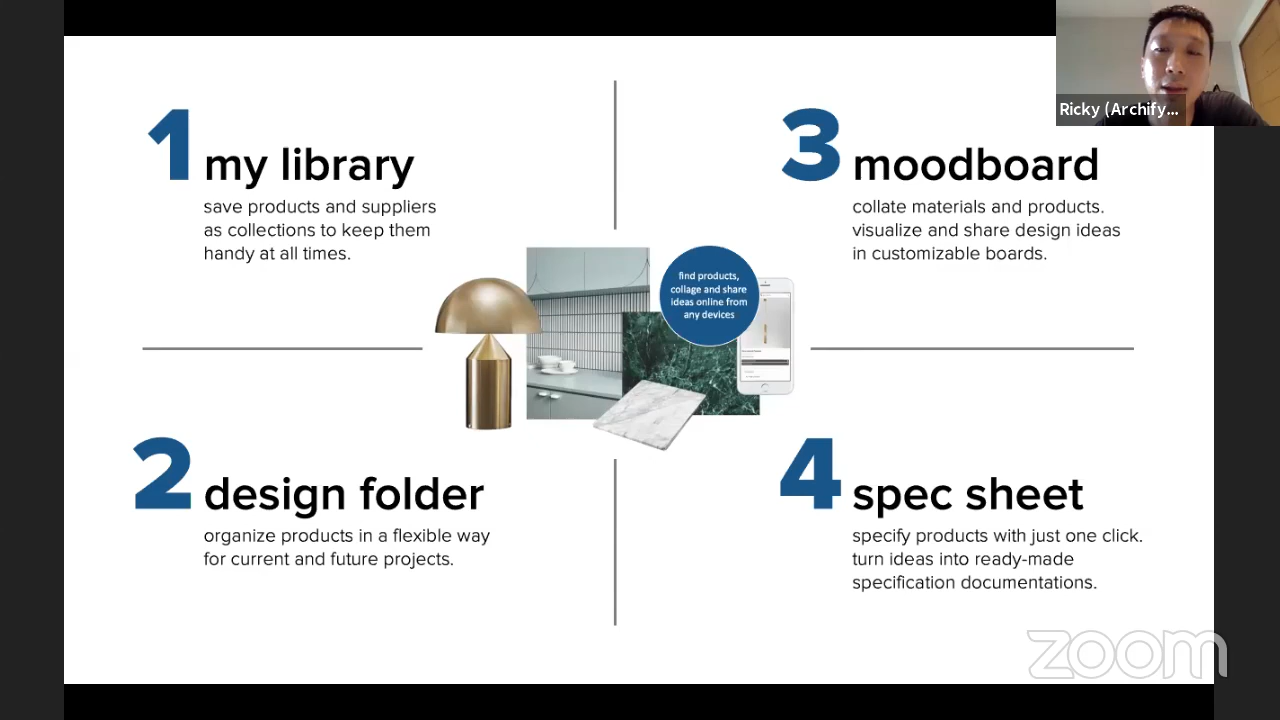 1 my library
save products and suppliers
as collections to keep them
handy at all times.
2 design folder
organize products in a flexible way
for current and future projects.
3 moodboard
collate materials and products.
visualize and share design ideas
in customizable boards.
4 spec sheet
specify products with just one click.
turn ideas into ready-made
specification documentations.
find products,
collage and share
ideas online from
any devices
Ricky (Archify...
zoom